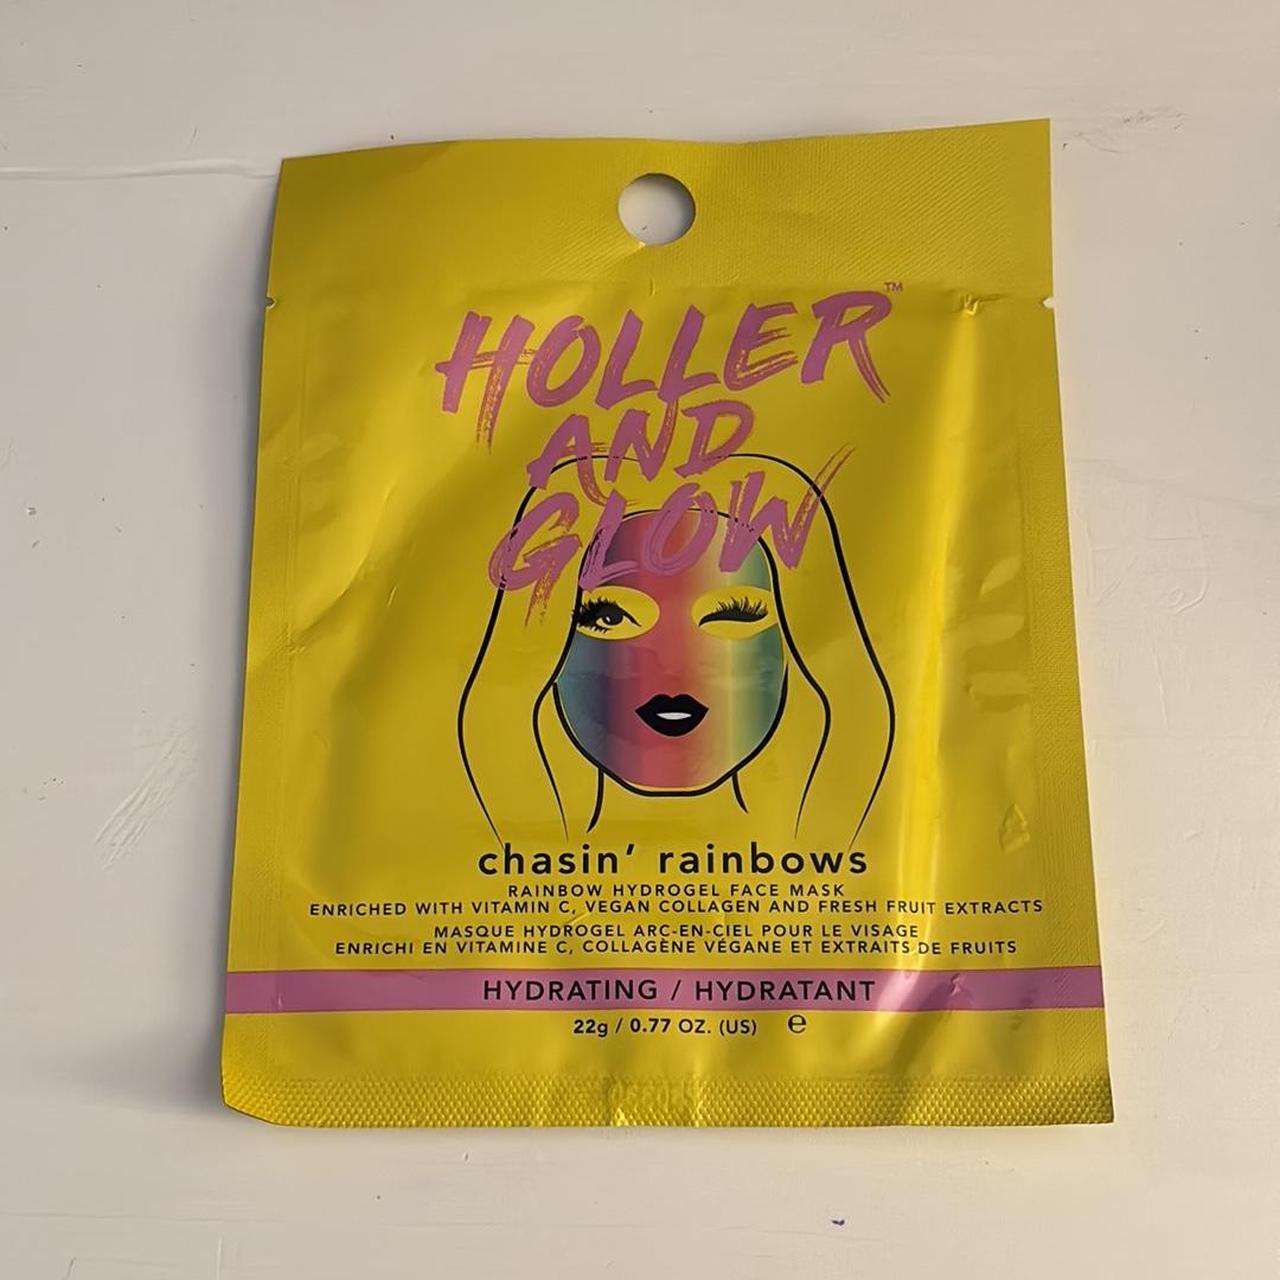 HOLLER™
AND
GLOW
chasin' rainbows
RAINBOW HYDROGEL FACE MASK
ENRICHED WITH VITAMIN C, VEGAN COLLAGEN AND FRESH FRUIT EXTRACTS
MASQUE HYDROGEL ARC-EN-CIEL POUR LE VISAGE
ENRICHI EN VITAMINE C, COLLAGÈNE VÉGANE ET EXTRAITS DE FRUITS
HYDRATING / HYDRATANT
22g / 0.77 OZ. (US) ℮